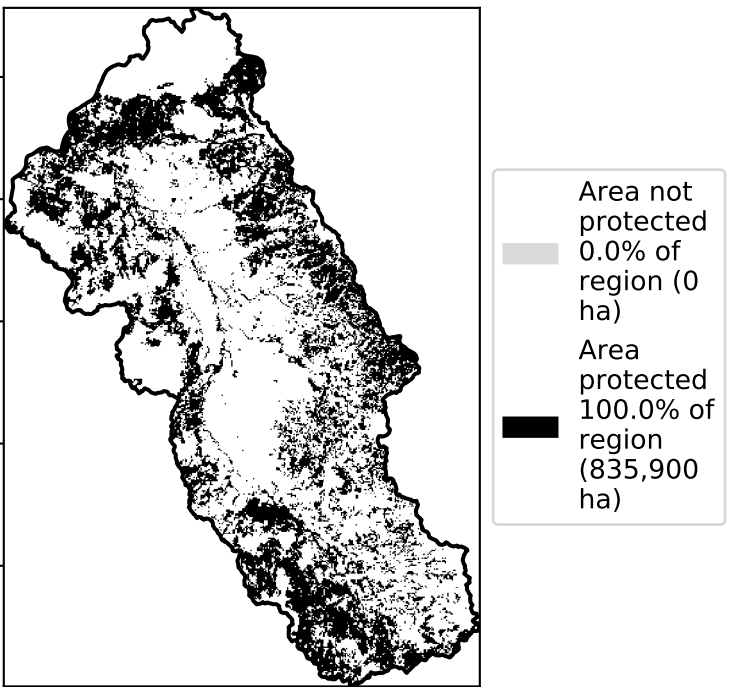 Area not
protected
0.0% of
region (0
ha)
Area
protected
100.0% of
region
(835,900
ha)